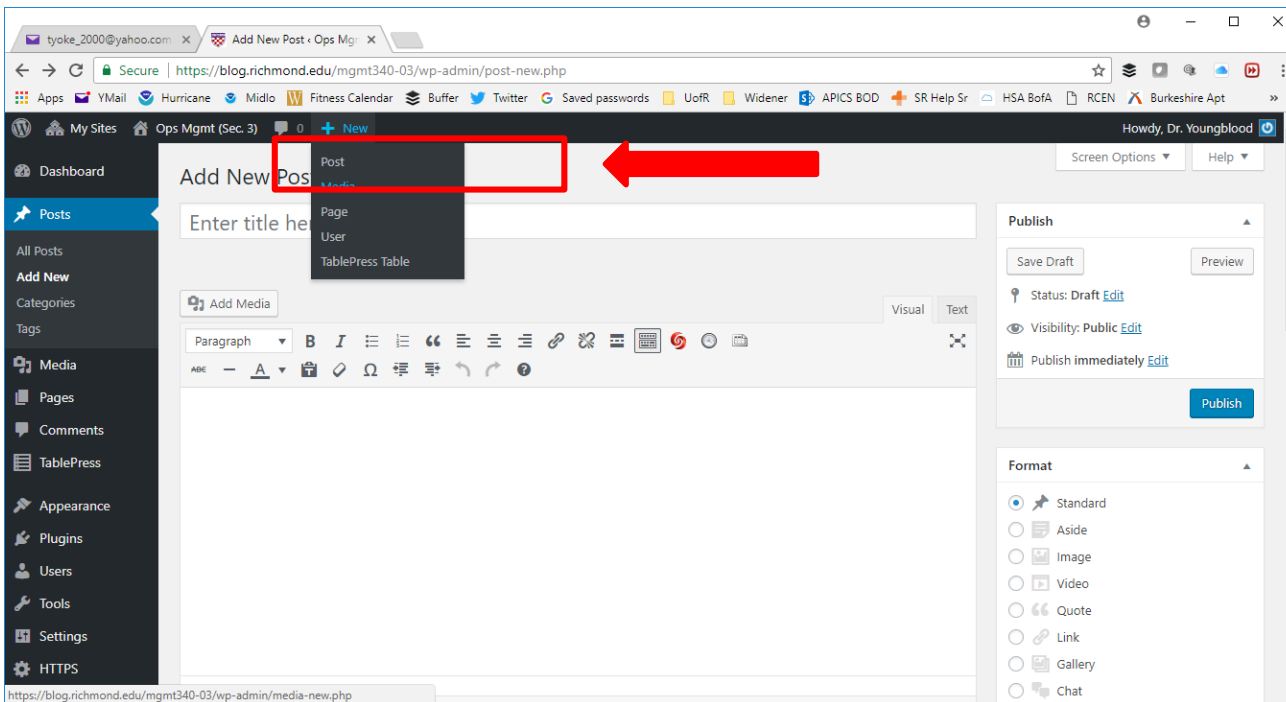 tyoke_2000@yahoo.com
Add New Post ‹ Ops Mgr
Secure https://blog.richmond.edu/mgmt340-03/wp-admin/post-new.php
Apps YMail Hurricane Midlo Fitness Calendar Buffer Twitter Saved passwords UofR Widener APICS BOD SR Help Sr HSA BofA RCEN Burkeshire Apt »
My Sites Ops Mgmt (Sec. 3) 0 + New Howdy, Dr. Youngblood
Screen Options Help
Dashboard
Posts
All Posts
Add New
Categories
Tags
Media
Pages
Comments
TablePress
Appearance
Plugins
Users
Tools
Settings
HTTPS
Post
Media
Page
User
TablePress Table
Add New Pos
Enter title her
Add Media
Visual Text
Paragraph B I
ABC A Ω
Publish
Save Draft Preview
Status: Draft Edit
Visibility: Public Edit
Publish immediately Edit
Publish
Format
Standard
Aside
Image
Video
Quote
Link
Gallery
Chat
https://blog.richmond.edu/mgmt340-03/wp-admin/media-new.php